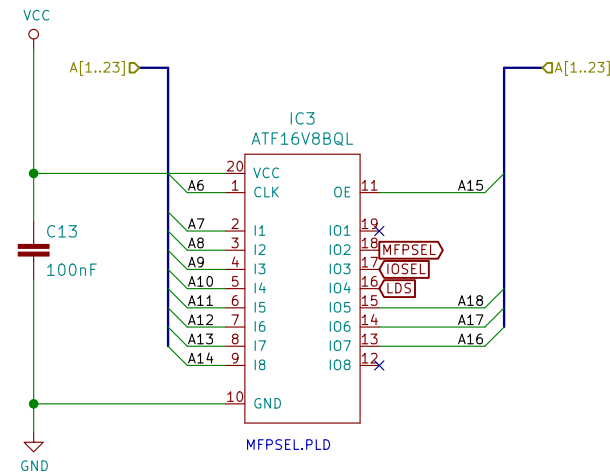 VCC
A[1..23]
A[1..23]
IC3
ATF16V8BQL
20 VCC
A6 1 CLK
OE 11 A15
A7 2 I1
IO1 19
A8 3 I2
IO2 18 MFPSEL
A9 4 I3
IO3 17 IOSEL
A10 5 I4
IO4 16 LDS
A11 6 I5
IO5 15 A18
A12 7 I6
IO6 14 A17
A13 8 I7
IO7 13 A16
A14 9 I8
IO8 12
C13
100nF
10 GND
MFPSEL.PLD
GND